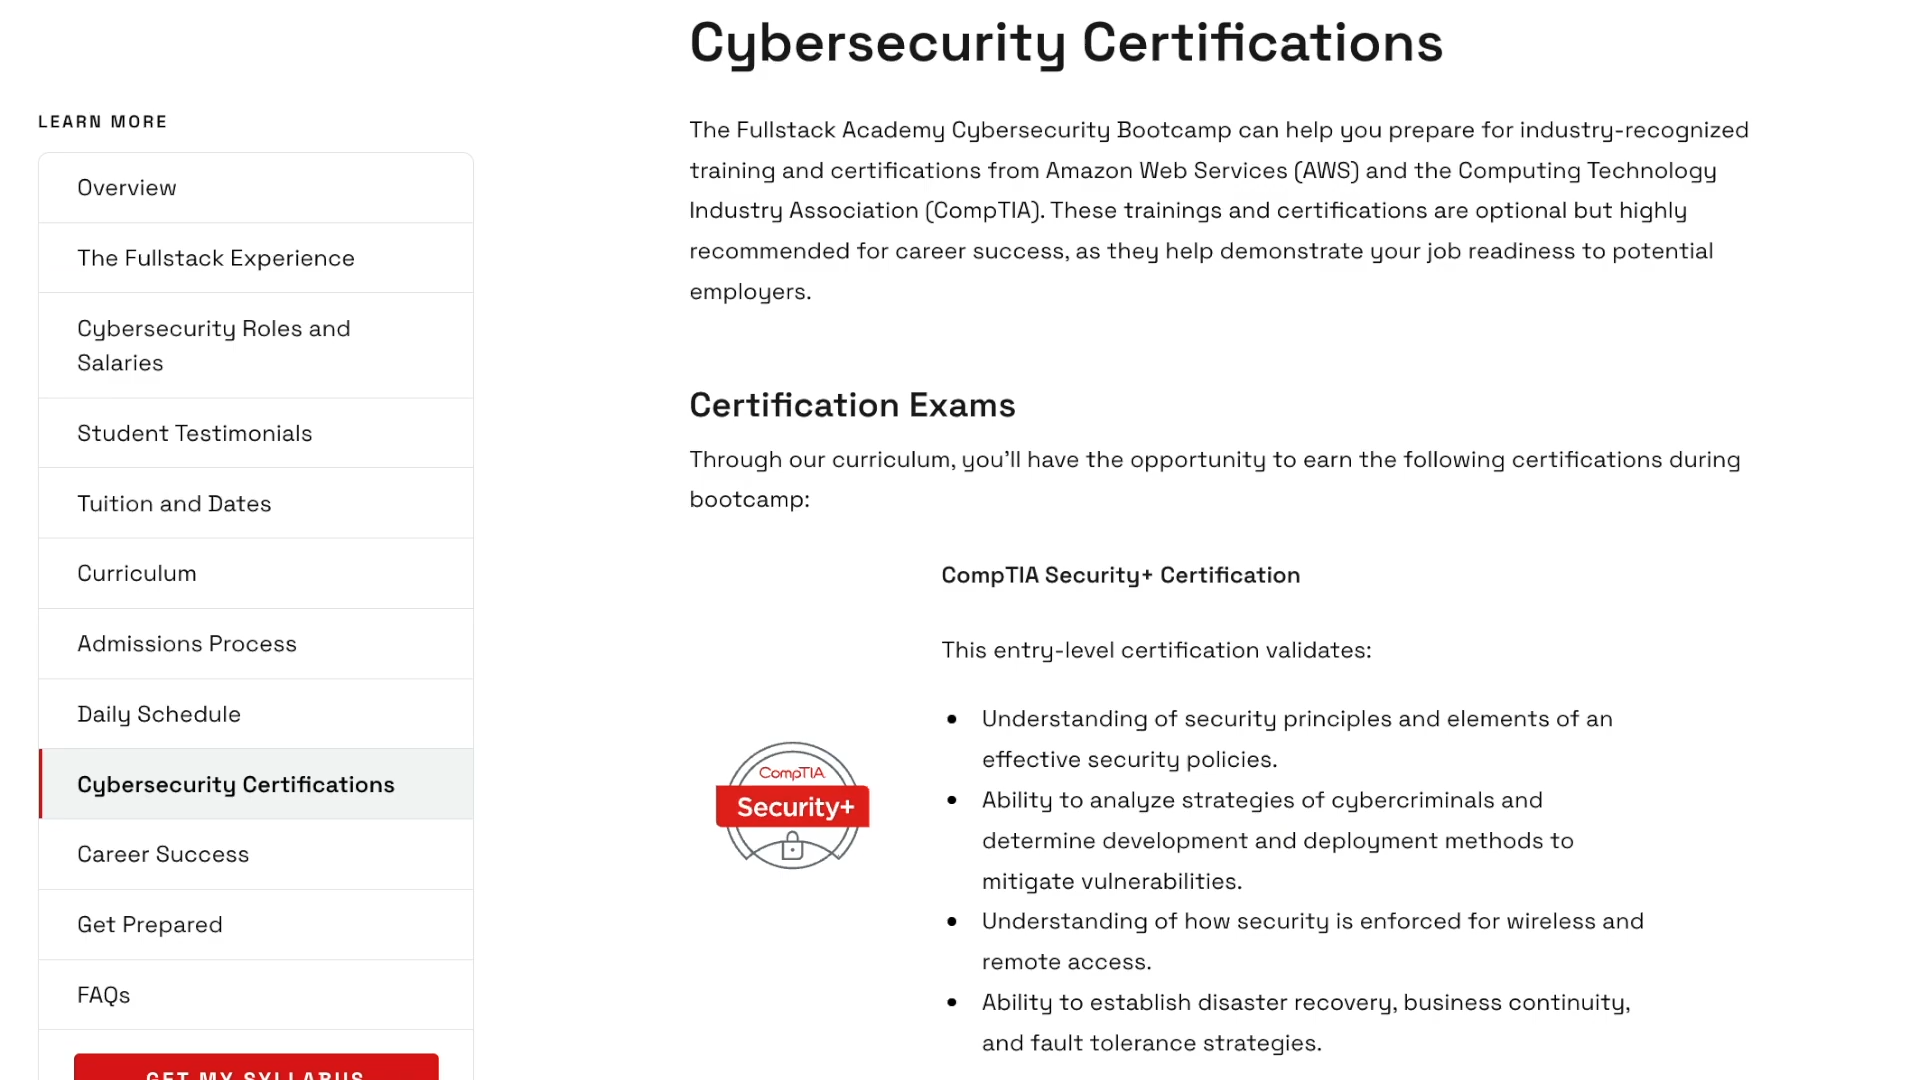 Cybersecurity Certifications
LEARN MORE
Overview
The Fullstack Experience
Cybersecurity Roles and
Salaries
Student Testimonials
Tuition and Dates
Curriculum
Admissions Process
Daily Schedule
Cybersecurity Certifications
Career Success
Get Prepared
FAQs
GET MY SYLLABUS
The Fullstack Academy Cybersecurity Bootcamp can help you prepare for industry-recognized
training and certifications from Amazon Web Services (AWS) and the Computing Technology
Industry Association (CompTIA). These trainings and certifications are optional but highly
recommended for career success, as they help demonstrate your job readiness to potential
employers.
Certification Exams
Through our curriculum, you’ll have the opportunity to earn the following certifications during
bootcamp:
CompTIA
Security+
CompTIA Security+ Certification
This entry-level certification validates:
• Understanding of security principles and elements of an
effective security policies.
• Ability to analyze strategies of cybercriminals and
determine development and deployment methods to
mitigate vulnerabilities.
• Understanding of how security is enforced for wireless and
remote access.
• Ability to establish disaster recovery, business continuity,
and fault tolerance strategies.